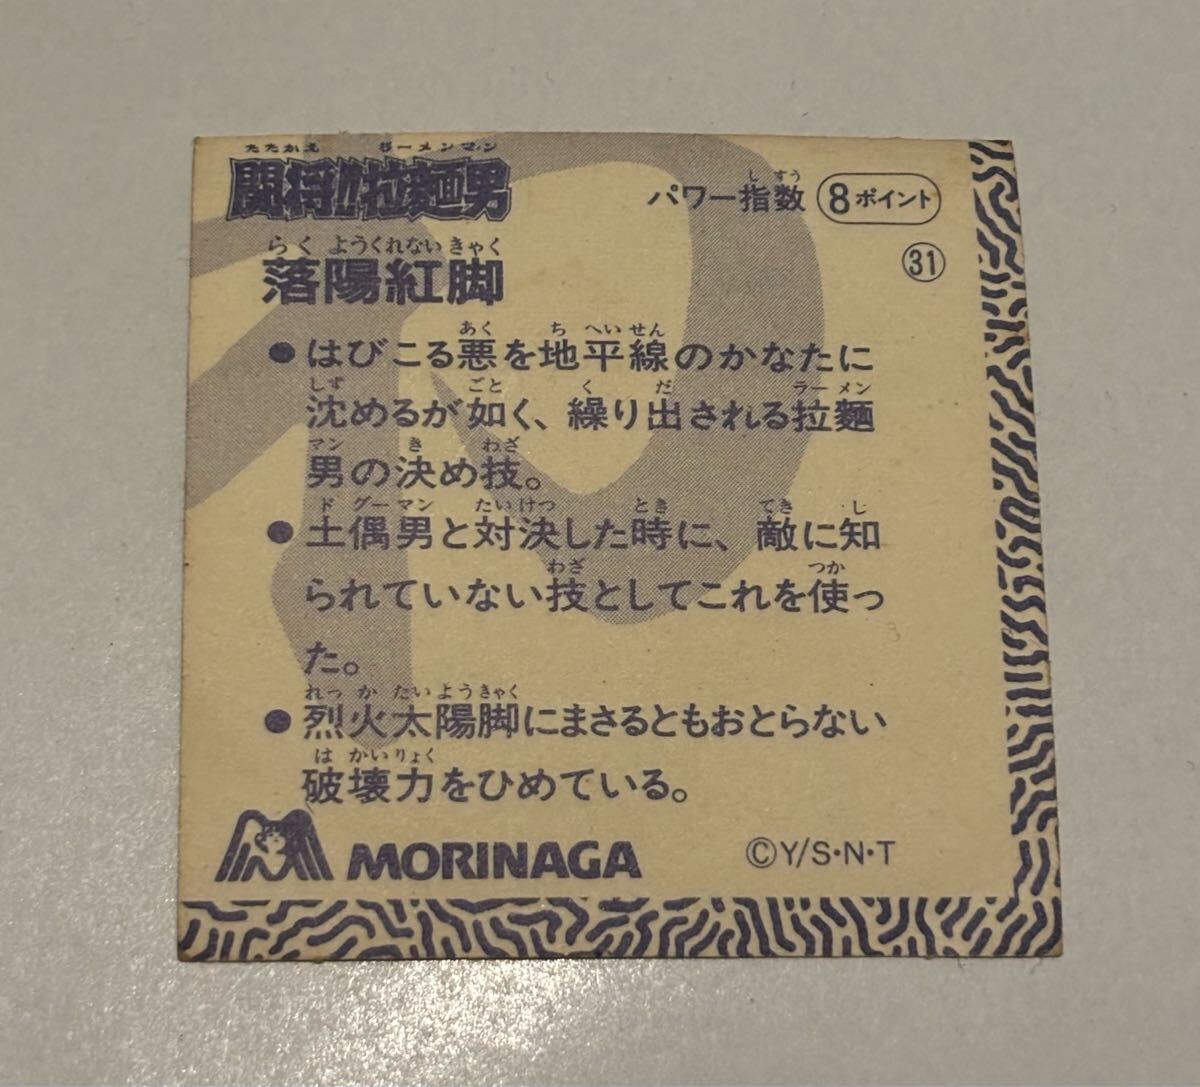 たたかえ ラーメンマン
闘将!!拉麵男
パワー指数 8ポイント
しすう
㉛
らくようくれないきゃく
落陽紅脚
あく ち へいせん
●はびこる悪を地平線のかなたに
しず ごと く だ ラーメン
沈めるが如く、繰り出される拉麵
マン き わざ
男の決め技。
ド グーマン たいけつ とき てき し
●土偶男と対決した時に、敵に知
わざ つか
られていない技としてこれを使っ
た。
れっ か たいようきゃく
●烈火太陽脚にまさるともおとらない
は かいりょく
破壊力をひめている。
MORINAGA
©Y/S・N・T